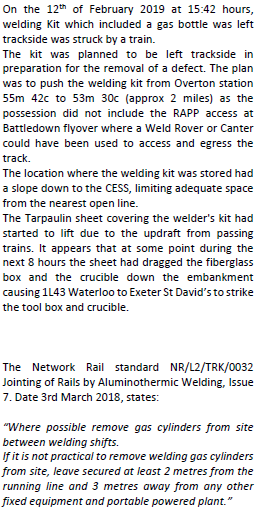 On the 12th of February 2019 at 15:42 hours,
welding Kit which included a gas bottle was left
trackside was struck by a train.
The kit was planned to be left trackside in
preparation for the removal of a defect. The plan
was to push the welding kit from Overton station
55m 42c to 53m 30c (approx 2 miles) as the
possession did not include the RAPP access at
Battledown flyover where a Weld Rover or Canter
could have been used to access and egress the
track.
The location where the welding kit was stored had
a slope down to the CESS, limiting adequate space
from the nearest open line.
The Tarpaulin sheet covering the welder's kit had
started to lift due to the updraft from passing
trains. It appears that at some point during the
next 8 hours the sheet had dragged the fiberglass
box and the crucible down the embankment
causing 1L43 Waterloo to Exeter St David's to strike
the tool box and crucible.
The Network Rail standard NR/L2/TRK/0032
Jointing of Rails by Aluminothermic Welding, Issue
7. Date 3rd March 2018, states:
"Where possible remove gas cylinders from site
between welding shifts.
If it is not practical to remove welding gas cylinders
from site, leave secured at least 2 metres from the
running line and 3 metres away from any other
fixed equipment and portable powered plant."